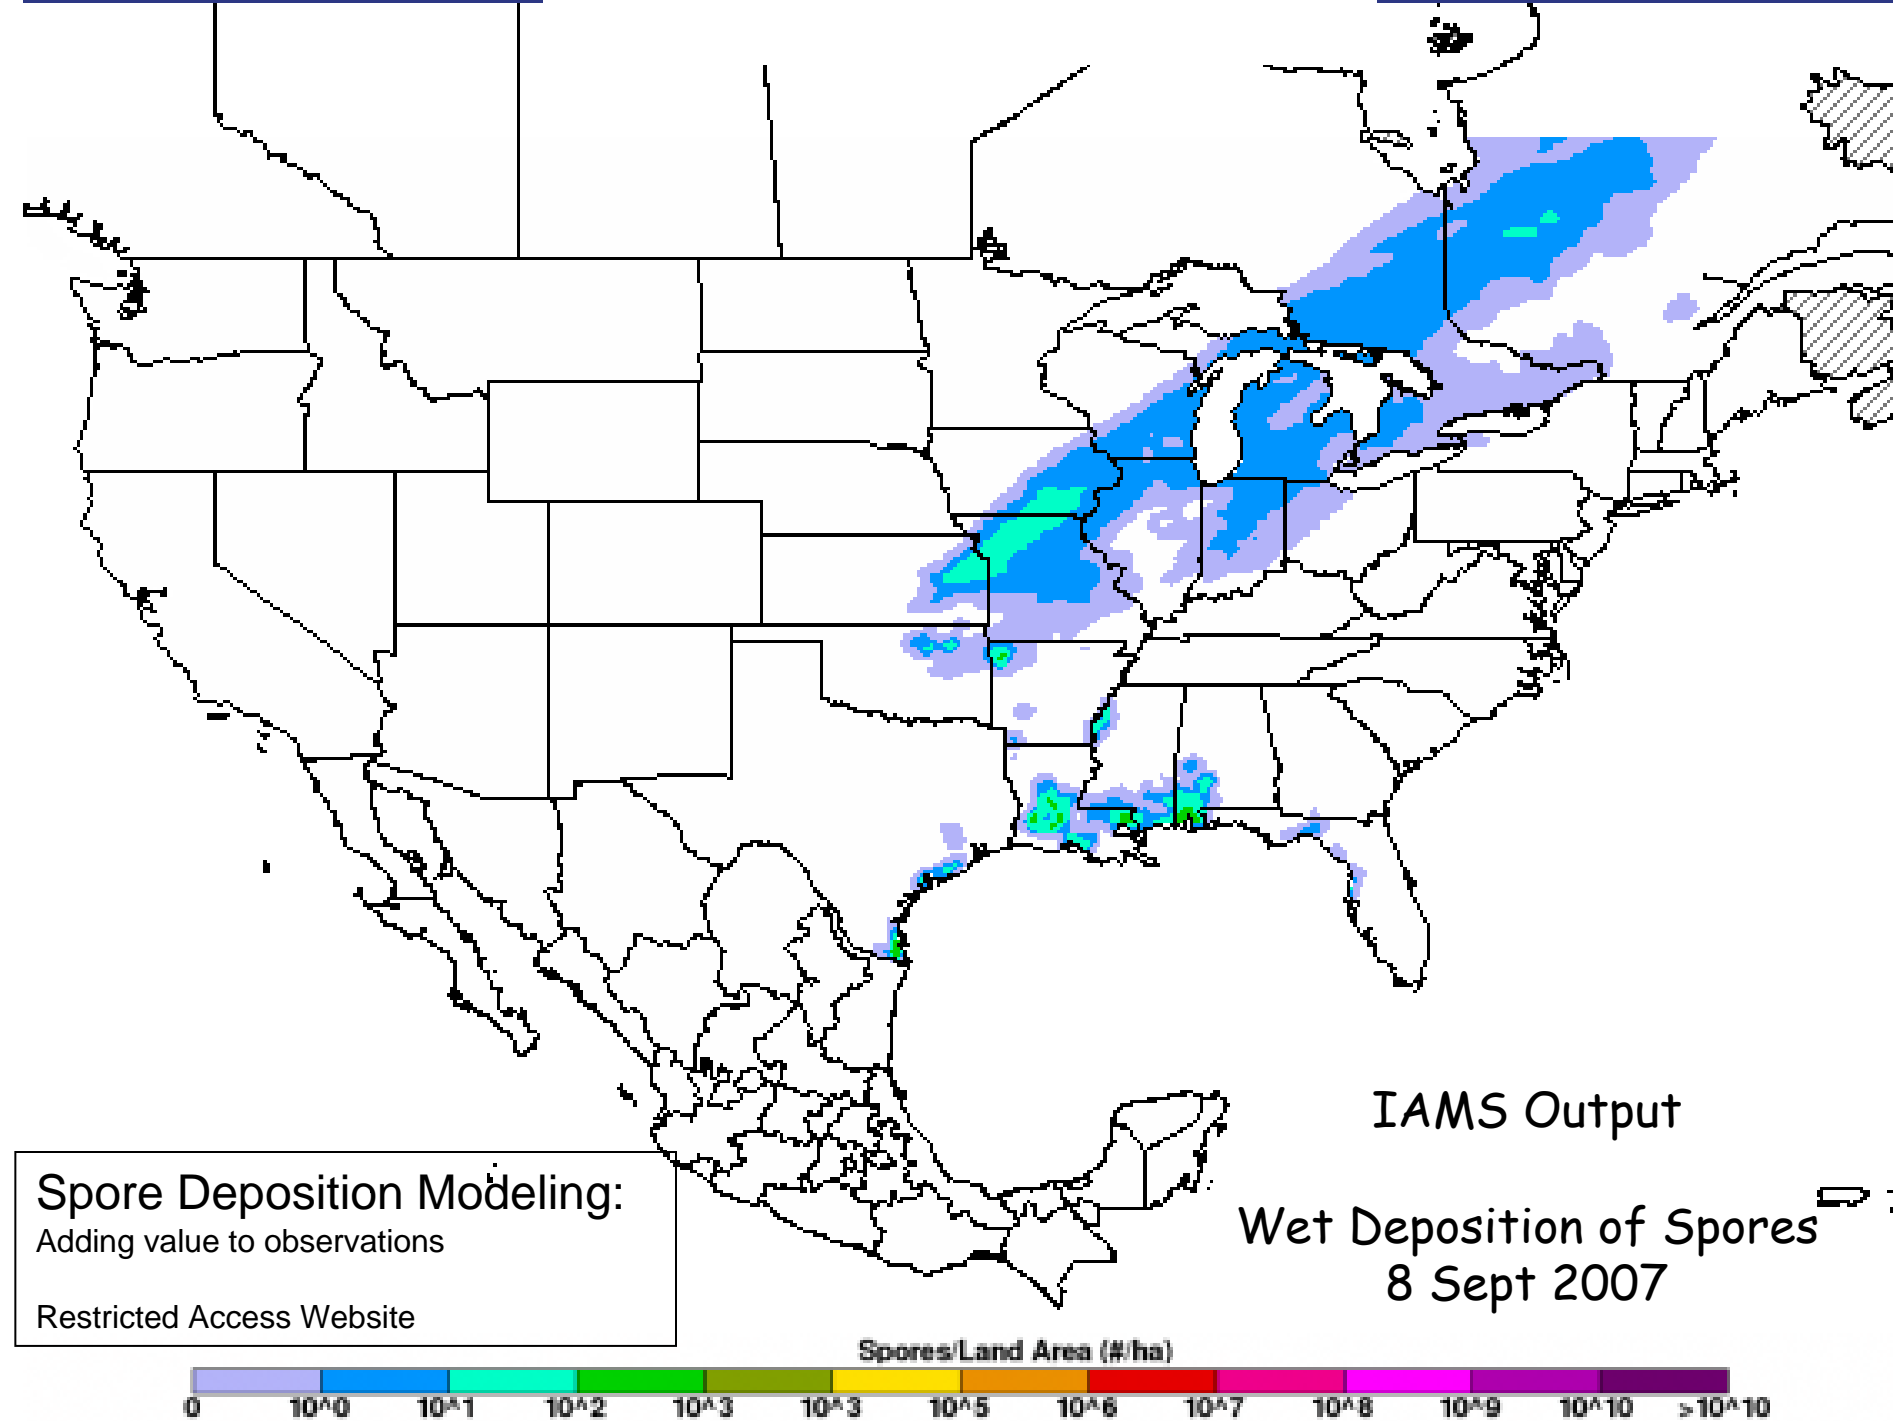 IAMS Output
Wet Deposition of Spores
8 Sept 2007
Spore Deposition Modeling:
Adding value to observations
Restricted Access Website
Spores/Land Area (#/ha)
0 10^0 10^1 10^2 10^3 10^3 10^5 10^6 10^7 10^8 10^9 10^10 >10^10